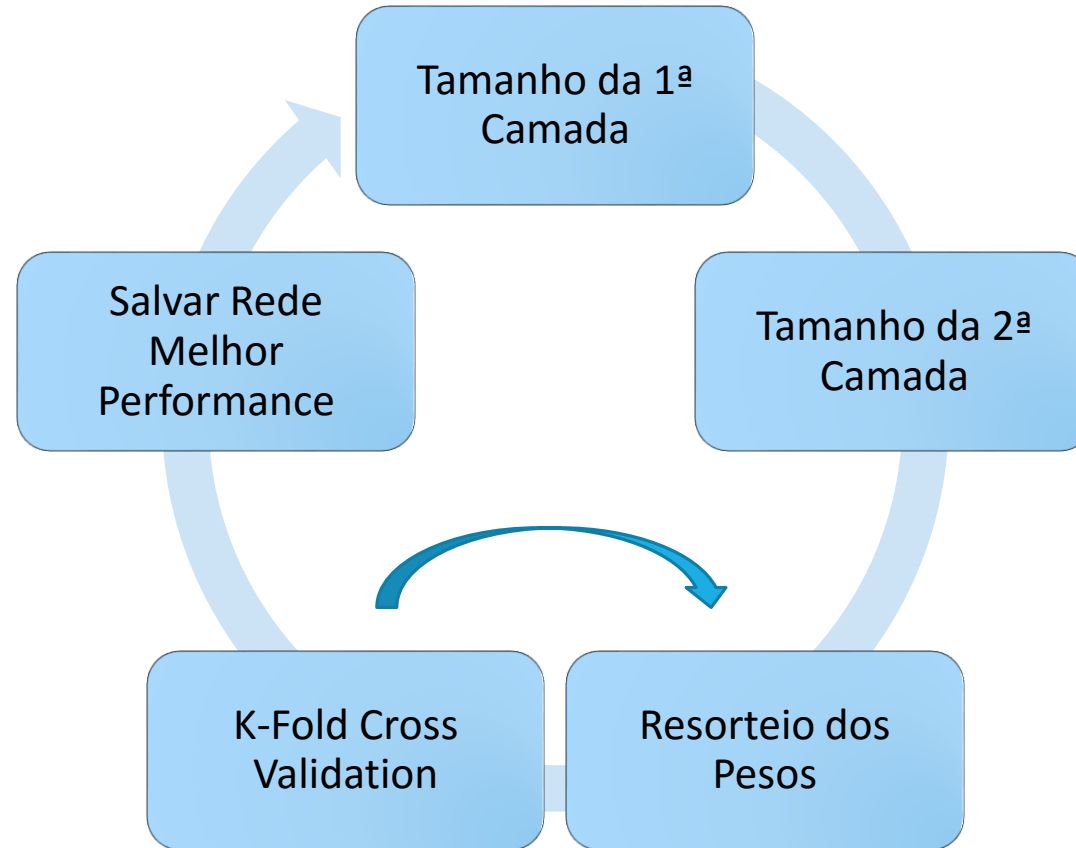 Tamanho da 1ª
Camada
Tamanho da 2ª
Camada
Resorteio dos
Pesos
K-Fold Cross
Validation
Salvar Rede
Melhor
Performance